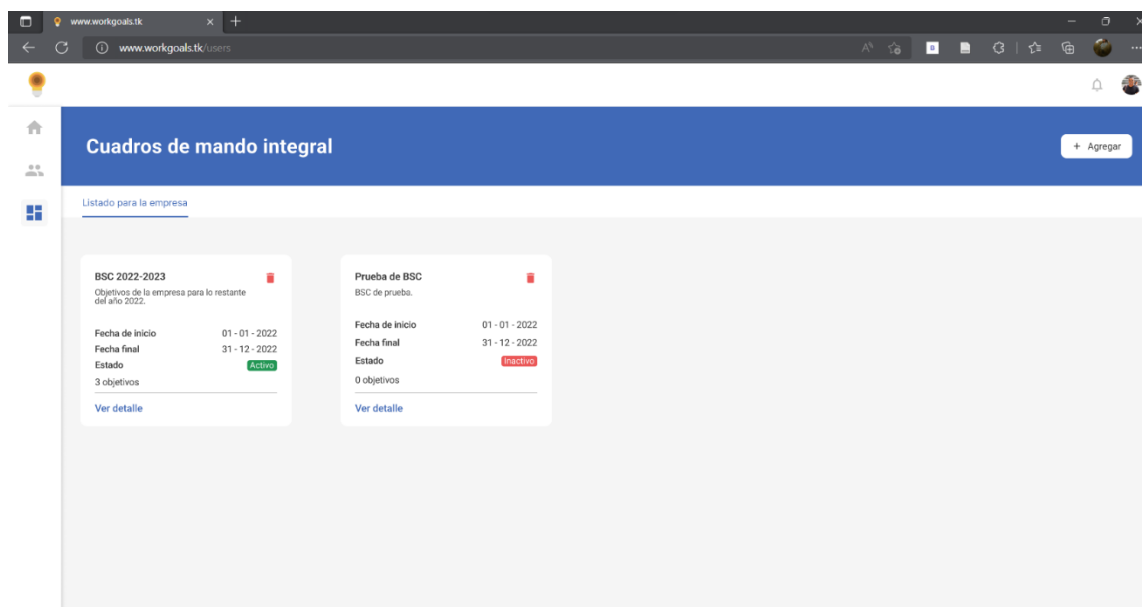 www.workgoals.tk
www.workgoals.tk/users
Cuadros de mando integral
+ Agregar
Listado para la empresa
BSC 2022-2023
Objetivos de la empresa para lo restante
del año 2022.
Fecha de inicio 01 - 01 - 2022
Fecha final 31 - 12 - 2022
Estado Activo
3 objetivos
Ver detalle
Prueba de BSC
BSC de prueba.
Fecha de inicio 01 - 01 - 2022
Fecha final 31 - 12 - 2022
Estado Inactivo
0 objetivos
Ver detalle